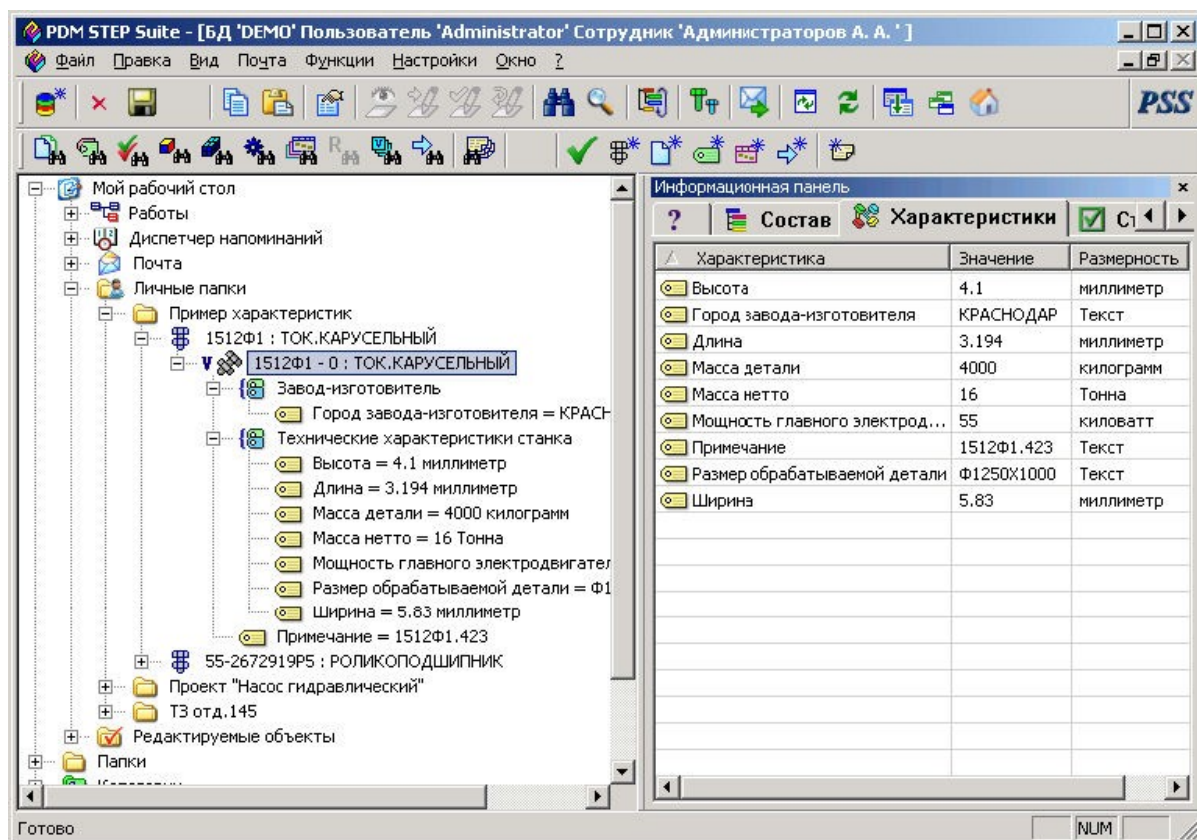 PDM STEP Suite - [БД 'DEMO' Пользователь 'Administrator' Сотрудник 'Администраторов А. А. ' ]
Файл Правка Вид Почта Функции Настройки Окно ?
PSS
Мой рабочий стол
Работы
Диспетчер напоминаний
Почта
Личные папки
Пример характеристик
1512Ф1 : ТОК.КАРУСЕЛЬНЫЙ
1512Ф1 - 0 : ТОК.КАРУСЕЛЬНЫЙ
Завод-изготовитель
Город завода-изготовителя = КРАСН
Технические характеристики станка
Высота = 4.1 миллиметр
Длина = 3.194 миллиметр
Масса детали = 4000 килограмм
Масса нетто = 16 Тонна
Мощность главного электродвигател
Размер обрабатываемой детали = Ф1
Ширина = 5.83 миллиметр
Примечание = 1512Ф1.423
55-2672919Р5 : РОЛИКОПОДШИПНИК
Проект "Насос гидравлический"
ТЗ отд.145
Редактируемые объекты
Папки
Информационная панель
? Состав Характеристики Ст
Характеристика Значение Размерность
Высота 4.1 миллиметр
Город завода-изготовителя КРАСНОДАР Текст
Длина 3.194 миллиметр
Масса детали 4000 килограмм
Масса нетто 16 Тонна
Мощность главного электрод... 55 киловатт
Примечание 1512Ф1.423 Текст
Размер обрабатываемой детали Ф1250X1000 Текст
Ширина 5.83 миллиметр
Готово
NUM